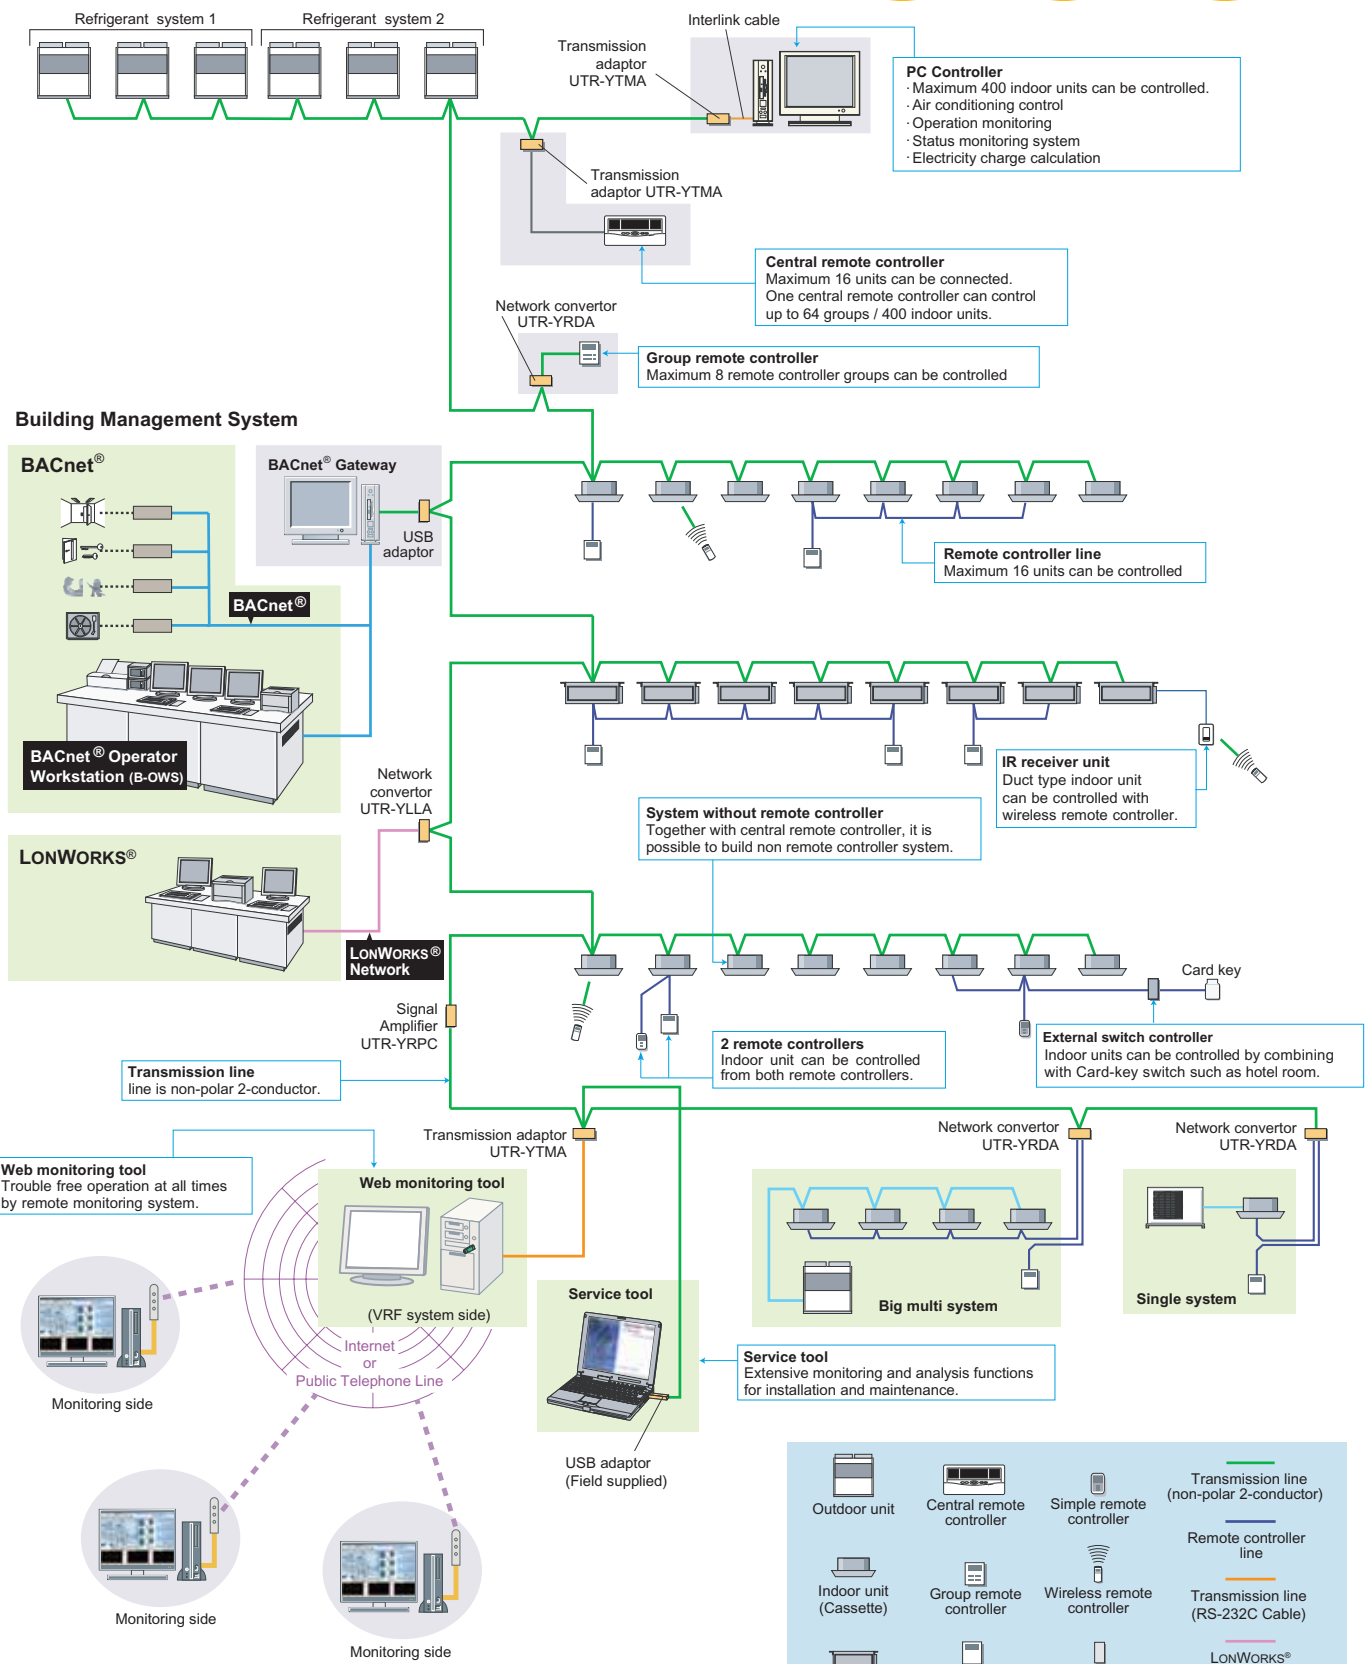 Refrigerant system 1
Refrigerant system 2
Interlink cable
Transmission
adaptor
UTR-YTMA
PC Controller
· Maximum 400 indoor units can be controlled.
· Air conditioning control
· Operation monitoring
· Status monitoring system
· Electricity charge calculation
Transmission
adaptor UTR-YTMA
Central remote controller
Maximum 16 units can be connected.
One central remote controller can control
up to 64 groups / 400 indoor units.
Network convertor
UTR-YRDA
Group remote controller
Maximum 8 remote controller groups can be controlled
Building Management System
BACnet®
BACnet® Gateway
USB
adaptor
BACnet®
Remote controller line
Maximum 16 units can be controlled
BACnet® Operator
Workstation (B-OWS)
Network
convertor
UTR-YLLA
IR receiver unit
Duct type indoor unit
can be controlled with
wireless remote controller.
System without remote controller
Together with central remote controller, it is
possible to build non remote controller system.
LONWORKS®
LONWORKS®
Network
Card key
Signal
Amplifier
UTR-YRPC
2 remote controllers
Indoor unit can be controlled
from both remote controllers.
External switch controller
Indoor units can be controlled by combining
with Card-key switch such as hotel room.
Transmission line
line is non-polar 2-conductor.
Transmission adaptor
UTR-YTMA
Network convertor
UTR-YRDA
Network convertor
UTR-YRDA
Web monitoring tool
Trouble free operation at all times
by remote monitoring system.
Web monitoring tool
(VRF system side)
Service tool
Big multi system
Single system
Internet
or
Public Telephone Line
Service tool
Extensive monitoring and analysis functions
for installation and maintenance.
Monitoring side
USB adaptor
(Field supplied)
Monitoring side
Monitoring side
Outdoor unit
Central remote
controller
Simple remote
controller
Transmission line
(non-polar 2-conductor)
Remote controller
line
Indoor unit
(Cassette)
Group remote
controller
Wireless remote
controller
Transmission line
(RS-232C Cable)
LONWORKS®